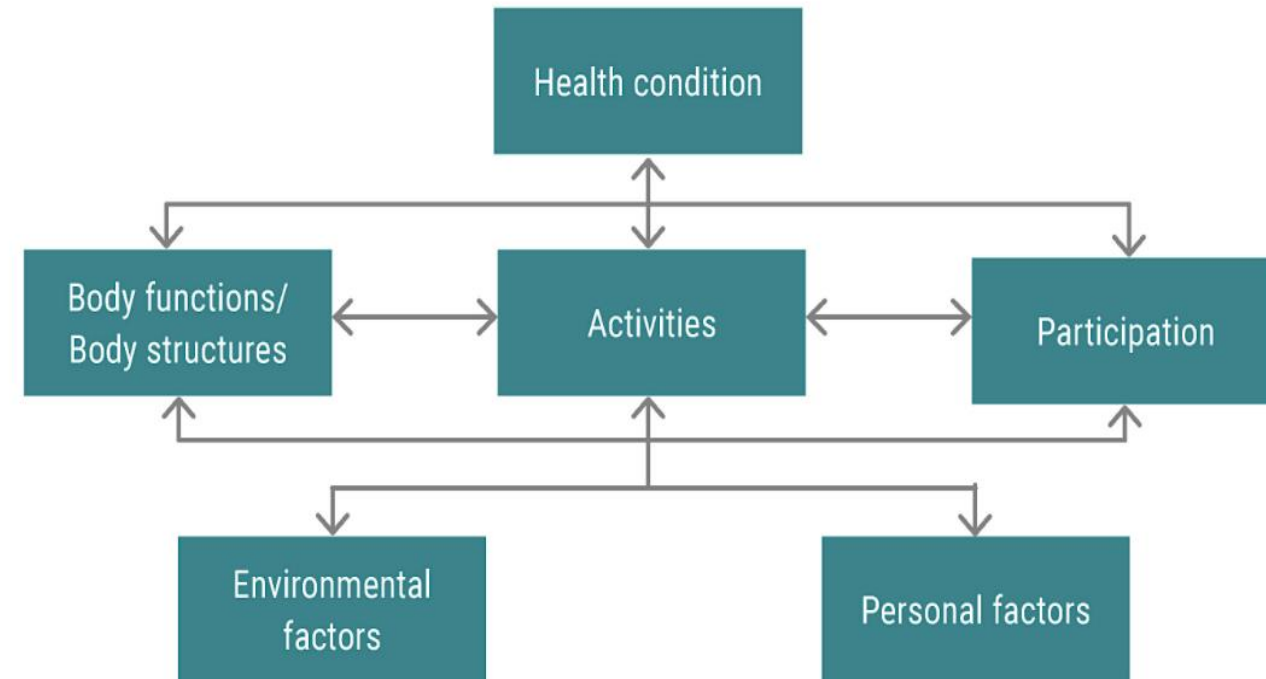 Health condition
Body functions/
Body structures
Activities
Participation
Environmental
factors
Personal factors